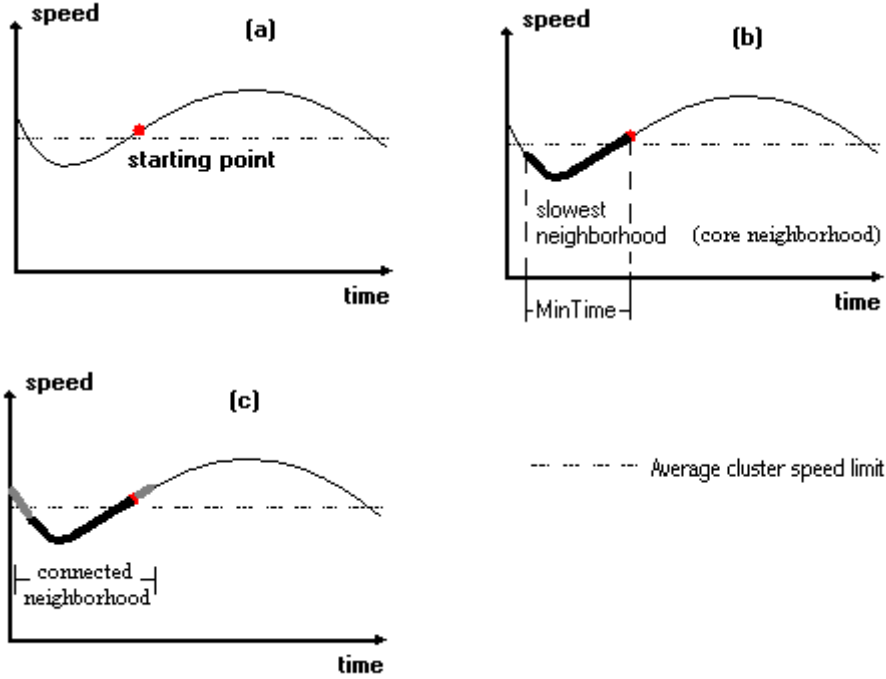 speed
(a)
starting point
time
speed
(b)
slowest
neighborhood
(core neighborhood)
time
MinTime
speed
(c)
connected
neighborhood
time
Average cluster speed limit